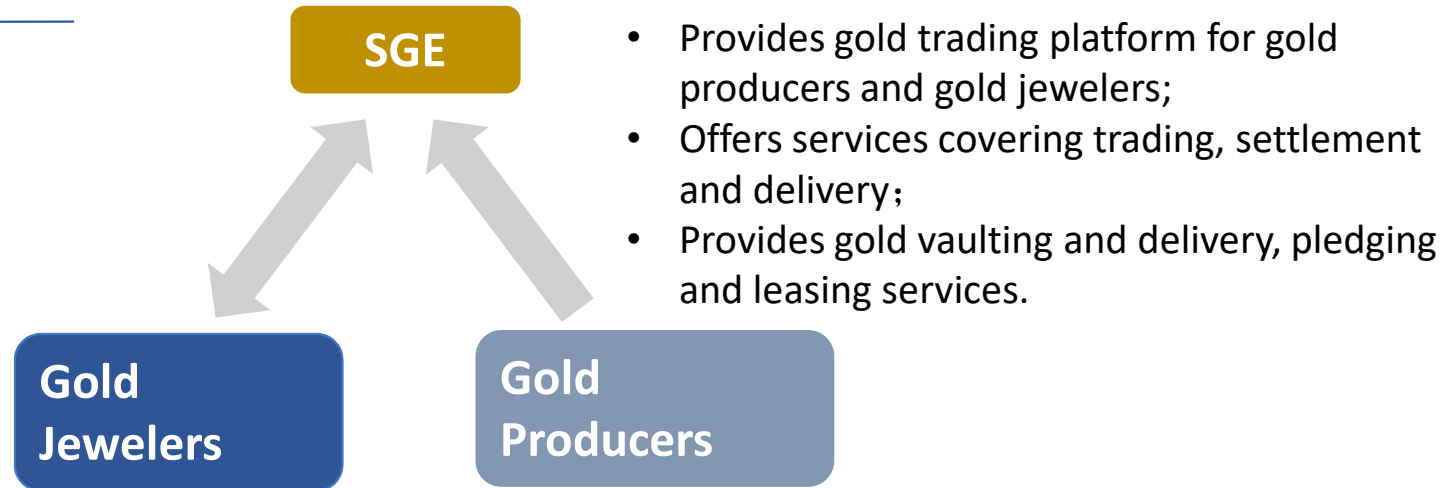 SGE
• Provides gold trading platform for gold
producers and gold jewelers;
• Offers services covering trading, settlement
and delivery；
• Provides gold vaulting and delivery, pledging
and leasing services.
Gold
Jewelers
Gold
Producers